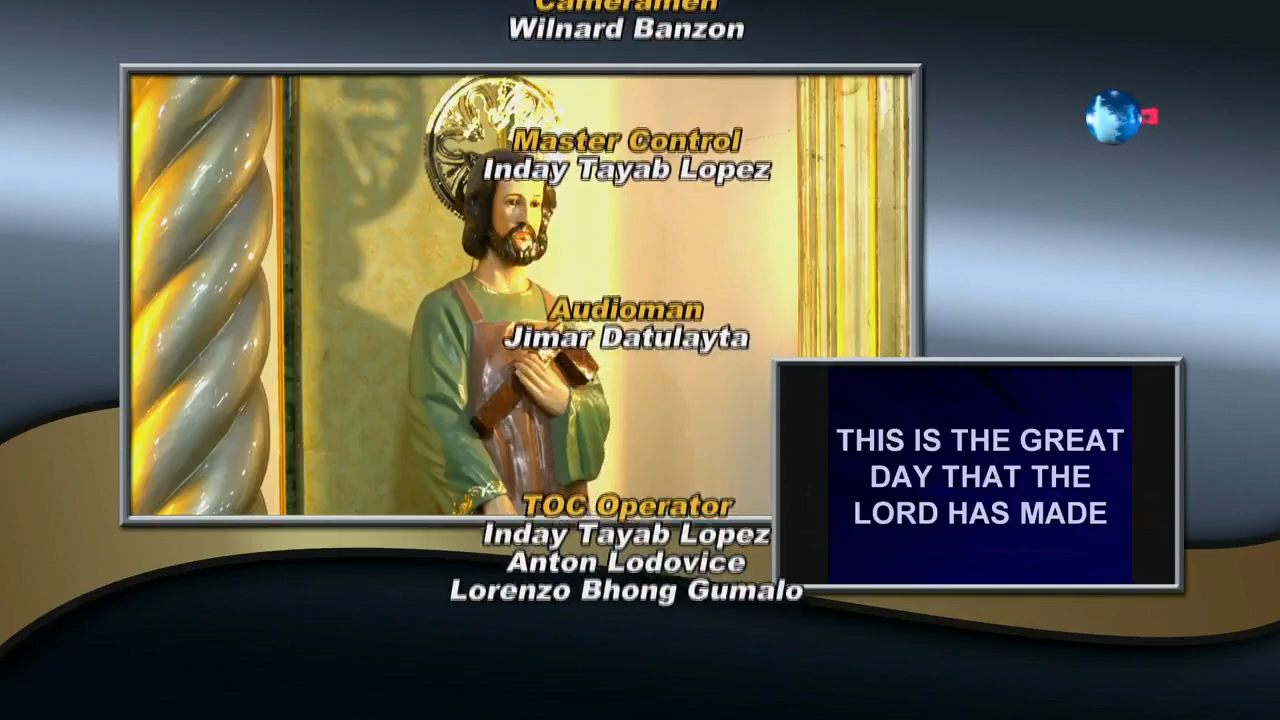 Cameramen
Wilnard Banzon
Master Control
Inday Tayab Lopez
Audioman
Jimar Datulayta
TOC Operator
Inday Tayab Lopez
Anton Lodovice
Lorenzo Bhong Gumalo
THIS IS THE GREAT
DAY THAT THE
LORD HAS MADE